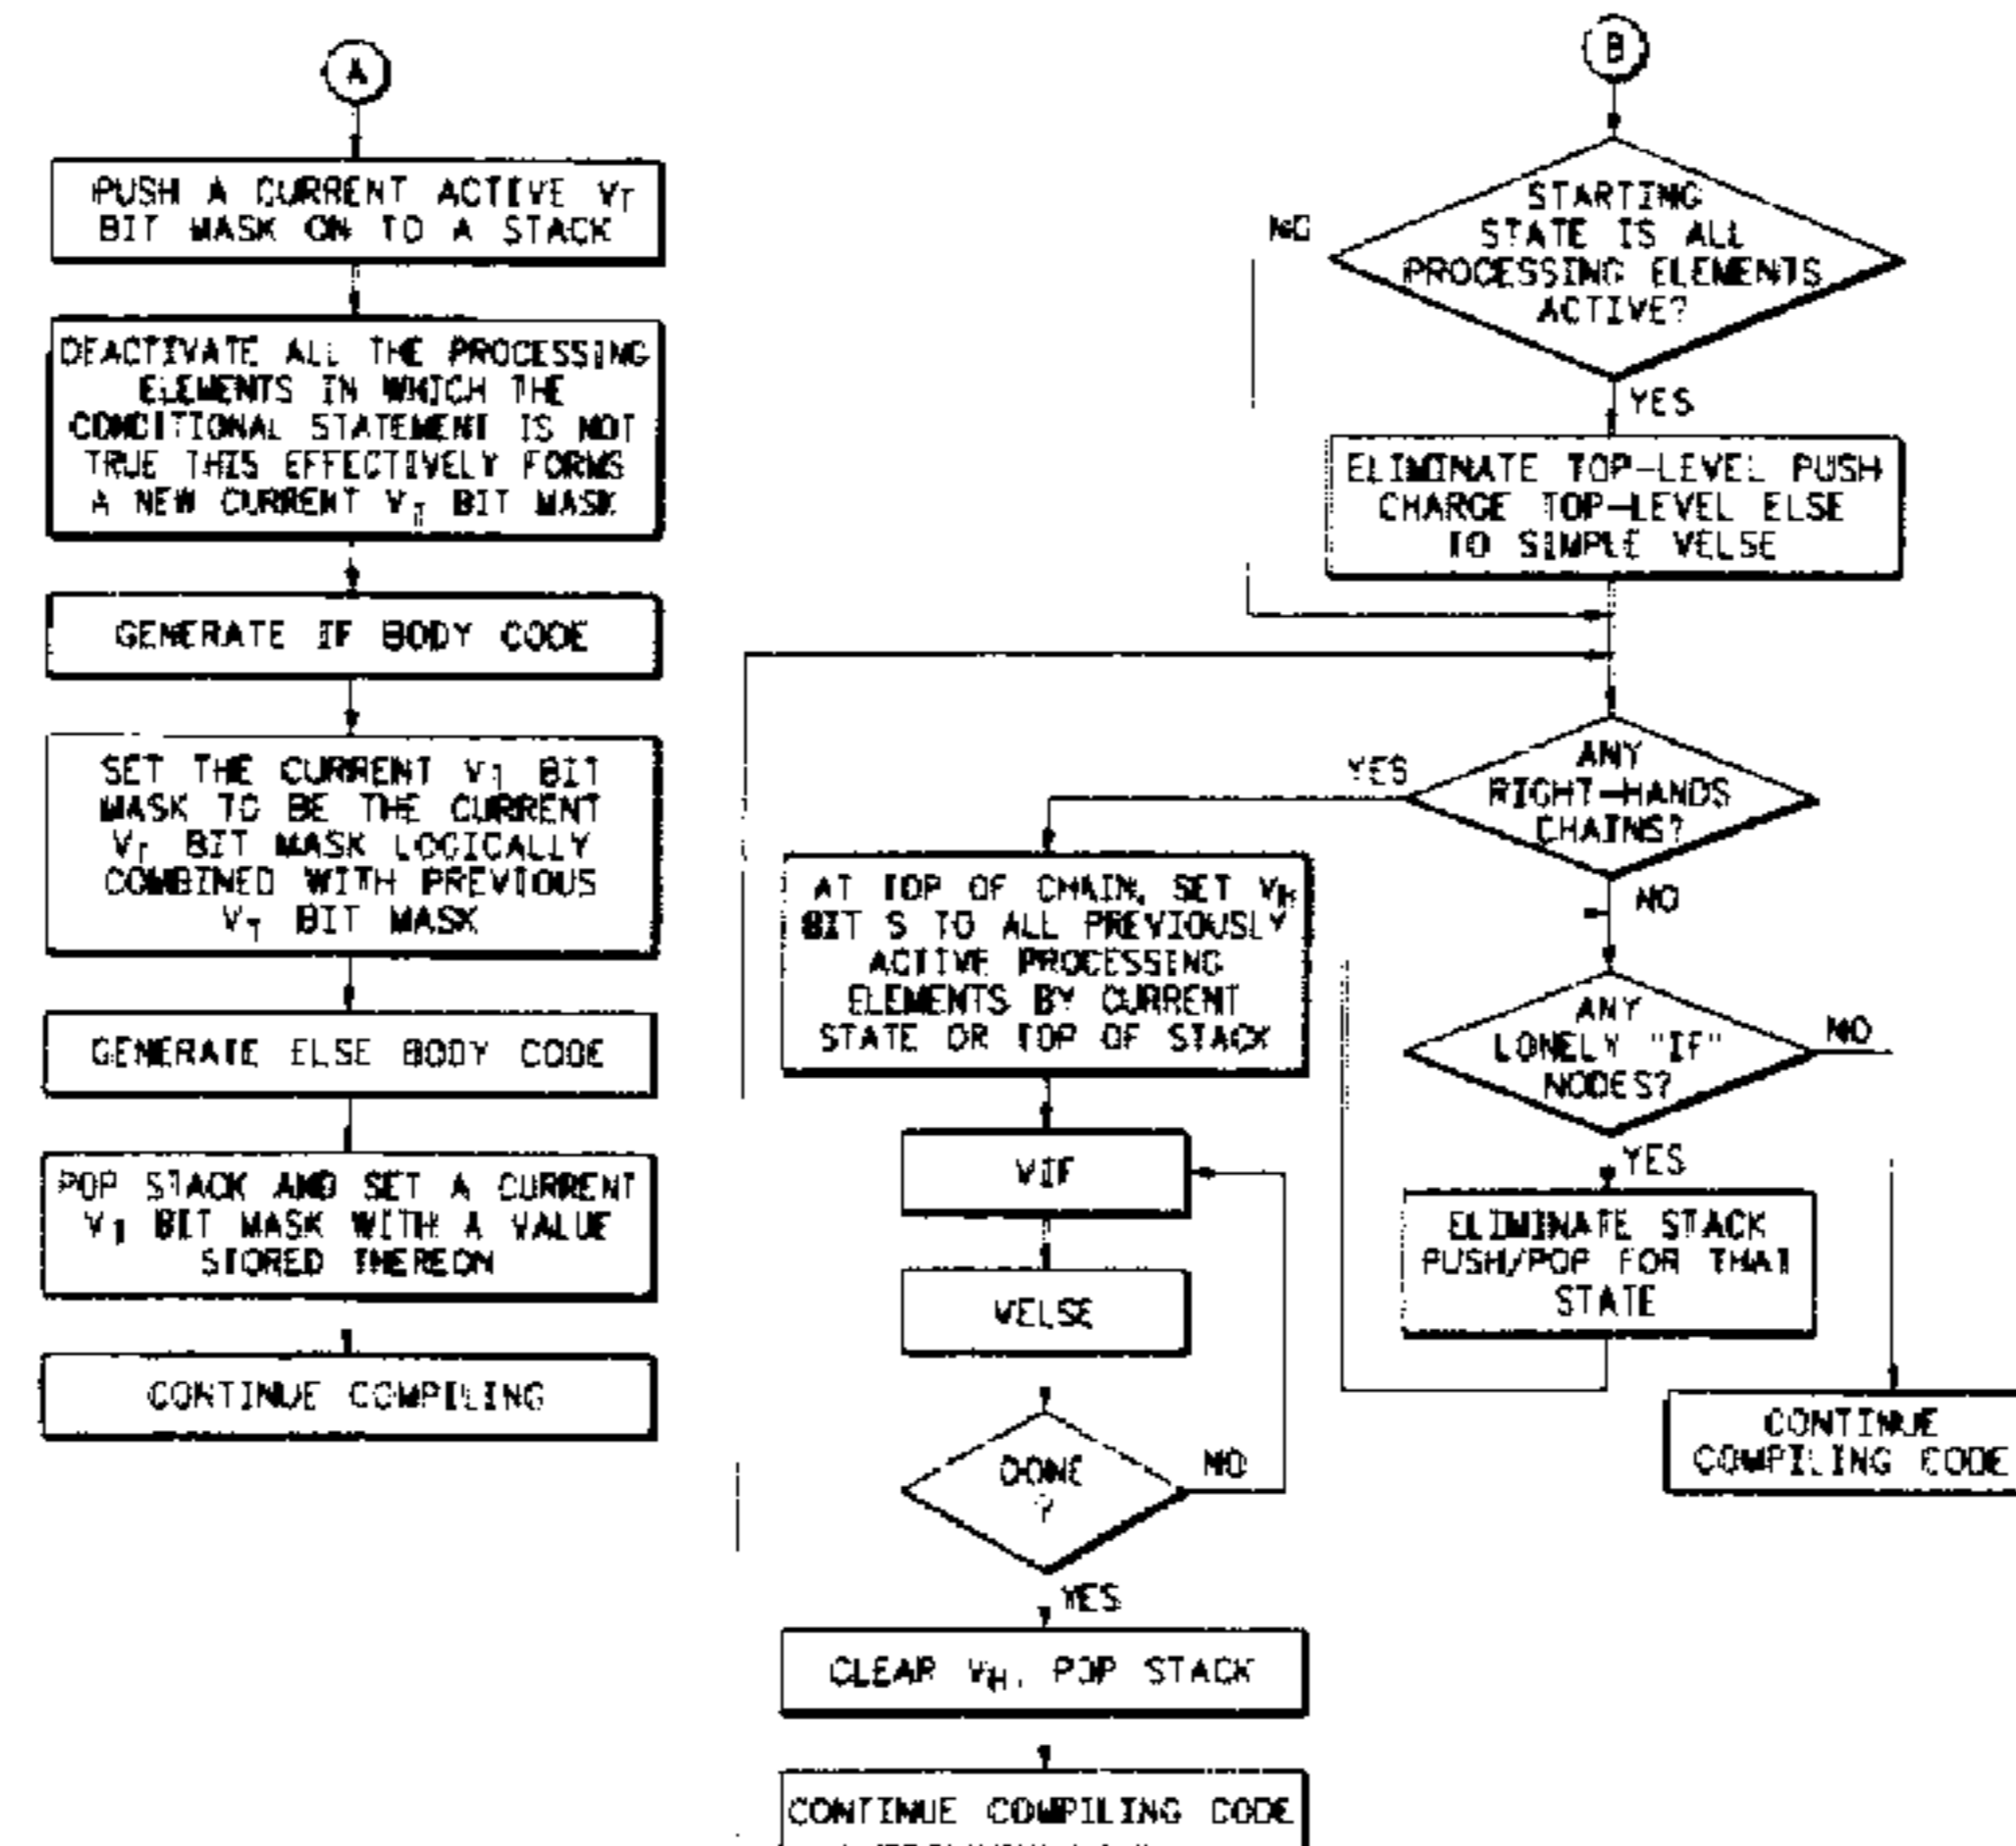 A
PUSH A CURRENT ACTIVE VT
BIT MASK ON TO A STACK
DEACTIVATE ALL THE PROCESSING
ELEMENTS IN WHICH THE
CONDITIONAL STATEMENT IS NOT
TRUE THIS EFFECTIVELY FORMS
A NEW CURRENT VT BIT MASK
GENERATE IF BODY CODE
SET THE CURRENT VT BIT
MASK TO BE THE CURRENT
VT BIT MASK LOGICALLY
COMBINED WITH PREVIOUS
VT BIT MASK
GENERATE ELSE BODY CODE
POP STACK AND SET A CURRENT
VT BIT MASK WITH A VALUE
STORED THEREON
CONTINUE COMPILING
B
STARTING
STATE IS ALL
PROCESSING ELEMENTS
ACTIVE?
NO
YES
ELIMINATE TOP-LEVEL PUSH
CHARGE TOP-LEVEL ELSE
TO SIMPLE VELSE
ANY
RIGHT-HANDS
CHAINS?
YES
NO
AT TOP OF CHAIN, SET VH
BIT S TO ALL PREVIOUSLY
ACTIVE PROCESSING
ELEMENTS BY CURRENT
STATE OR TOP OF STACK
VIF
VELSE
DONE
?
NO
YES
CLEAR VH, POP STACK
CONTINUE COMPILING CODE
ANY
LONELY "IF"
NODES?
NO
YES
ELIMINATE STACK
PUSH/POP FOR THAT
STATE
CONTINUE
COMPILING CODE